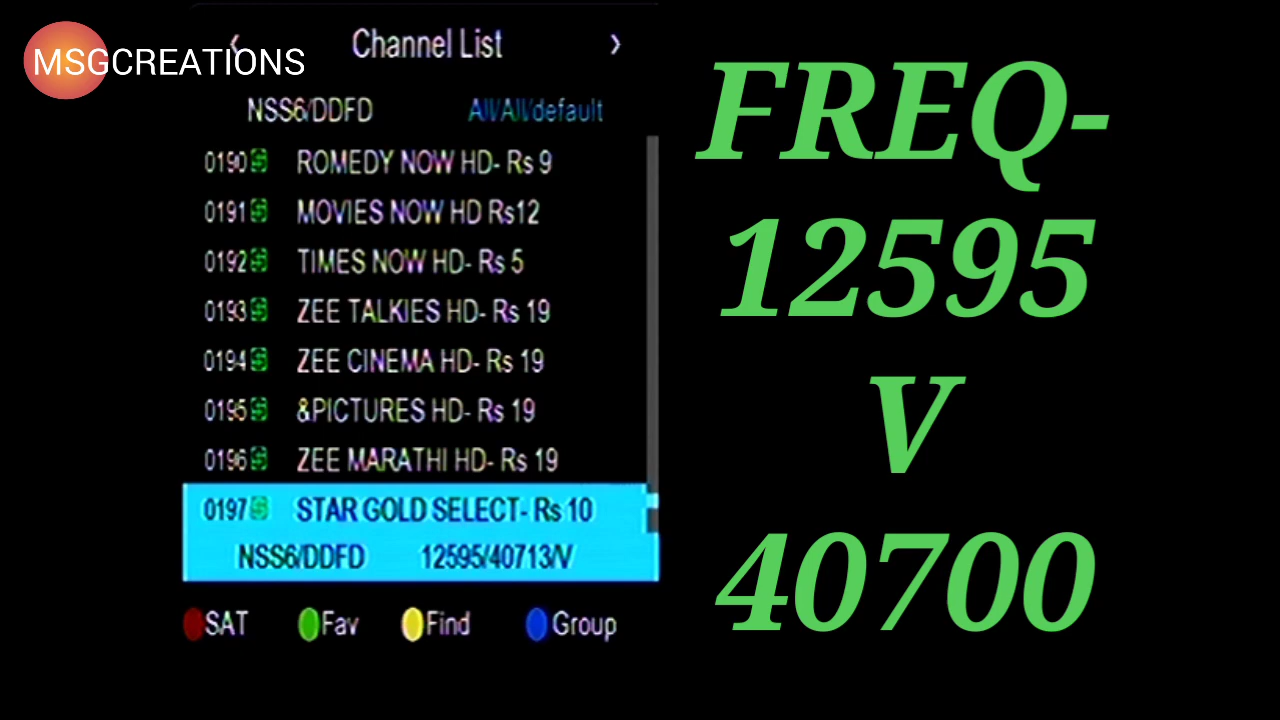 MSGCREATIONS
Channel List
NSS6/DDFD
0190 $ ROMEDY NOW HD- Rs 9
0191 $ MOVIES NOW HD Rs12
0192 $ TIMES NOW HD- Rs 5
0193 $ ZEE TALKIES HD- Rs 19
0194 $ ZEE CINEMA HD- Rs 19
0195 $ &PICTURES HD- Rs 19
0196 $ ZEE MARATHI HD- Rs 19
0197 $ STAR GOLD SELECT- Rs 10
NSS6/DDFD 12595/40713/V
SAT Fav Find Group
FREQ-
12595
V
40700